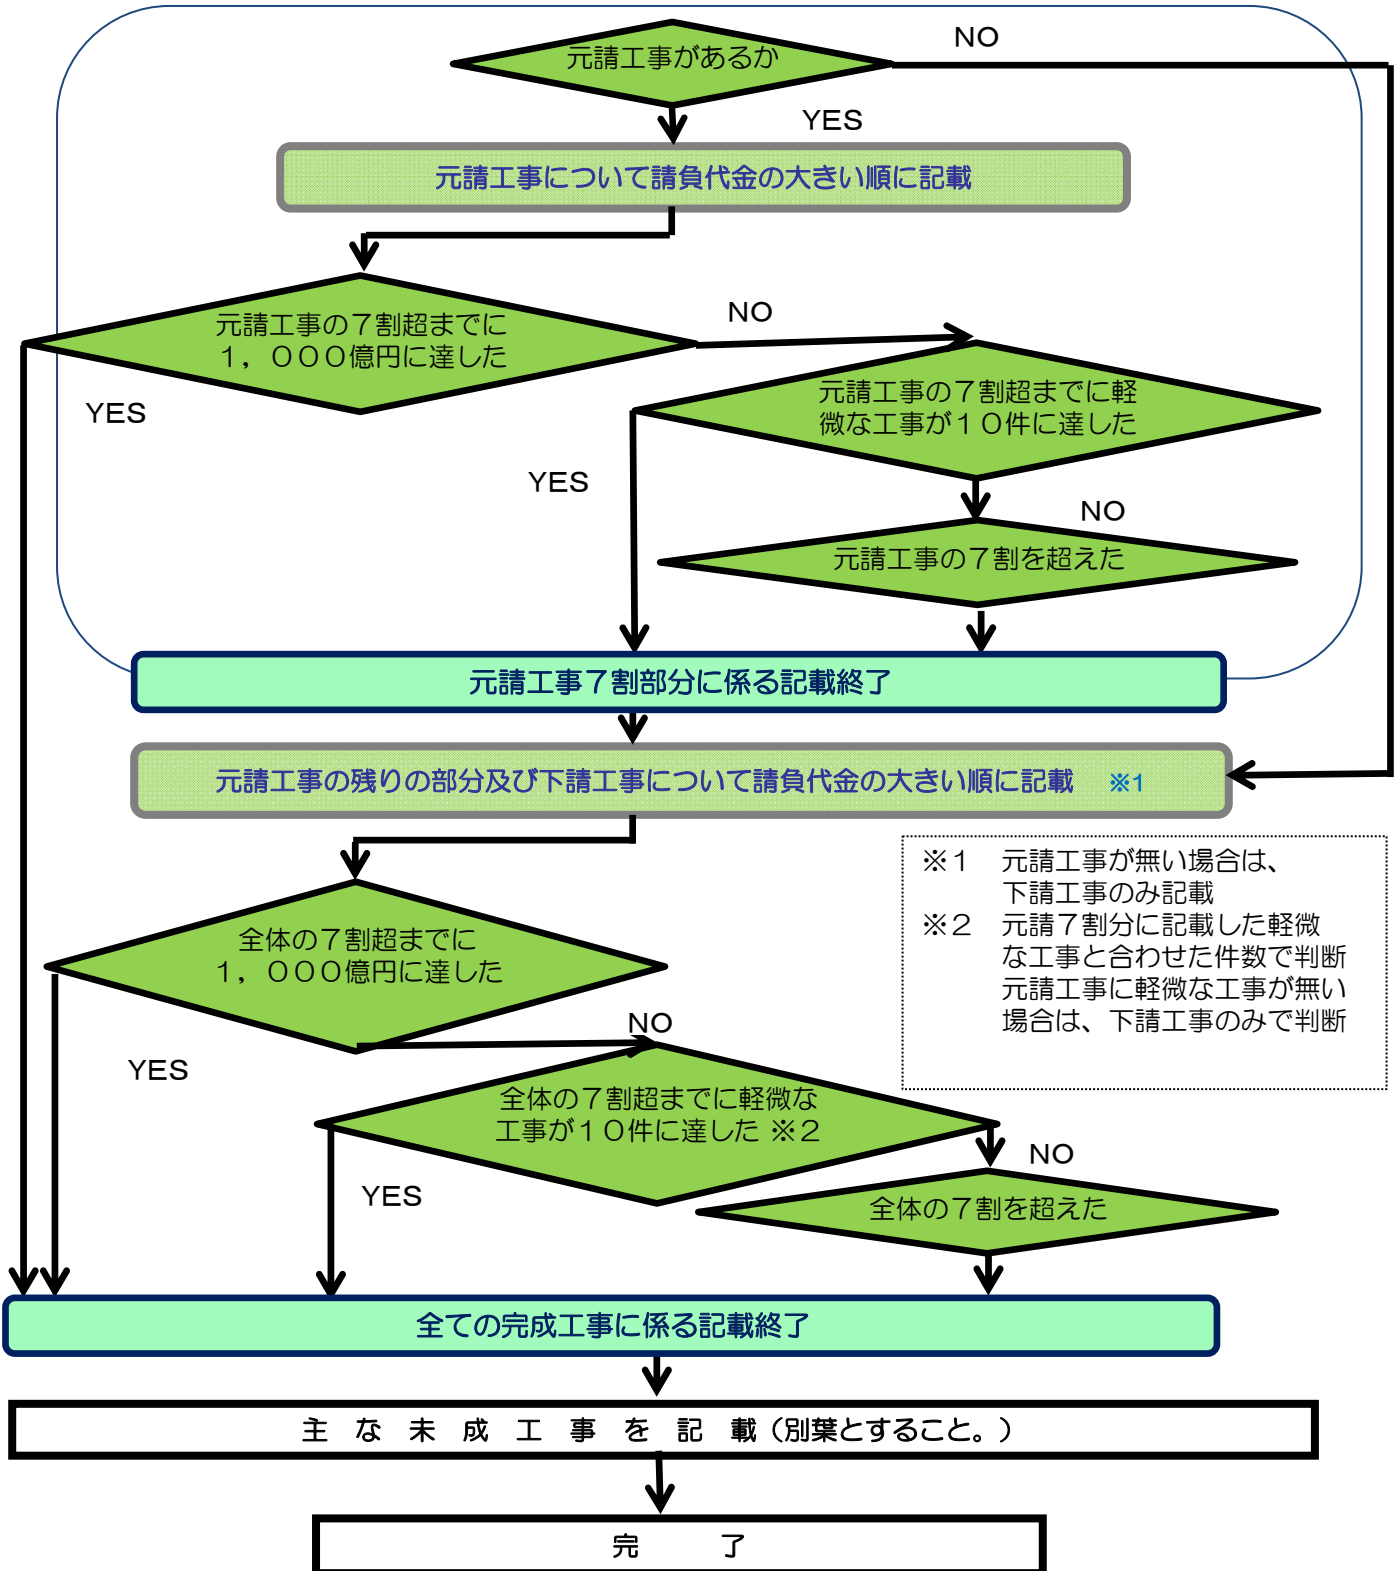 元請工事があるか
NO
YES
元請工事について請負代金の大きい順に記載
元請工事の７割超までに
１，０００億円に達した
NO
YES
元請工事の７割超までに軽
微な工事が１０件に達した
YES
NO
元請工事の７割を超えた
元請工事７割部分に係る記載終了
元請工事の残りの部分及び下請工事について請負代金の大きい順に記載　※1
※１　元請工事が無い場合は、
下請工事のみ記載
※２　元請７割分に記載した軽微
な工事と合わせた件数で判断
元請工事に軽微な工事が無い
場合は、下請工事のみで判断
全体の７割超までに
１，０００億円に達した
NO
YES
全体の７割超までに軽微な
工事が１０件に達した ※２
NO
YES
全体の７割を超えた
全ての完成工事に係る記載終了
主　な　未　成　工　事　を　記　載（別葉とすること。）
完　　　了